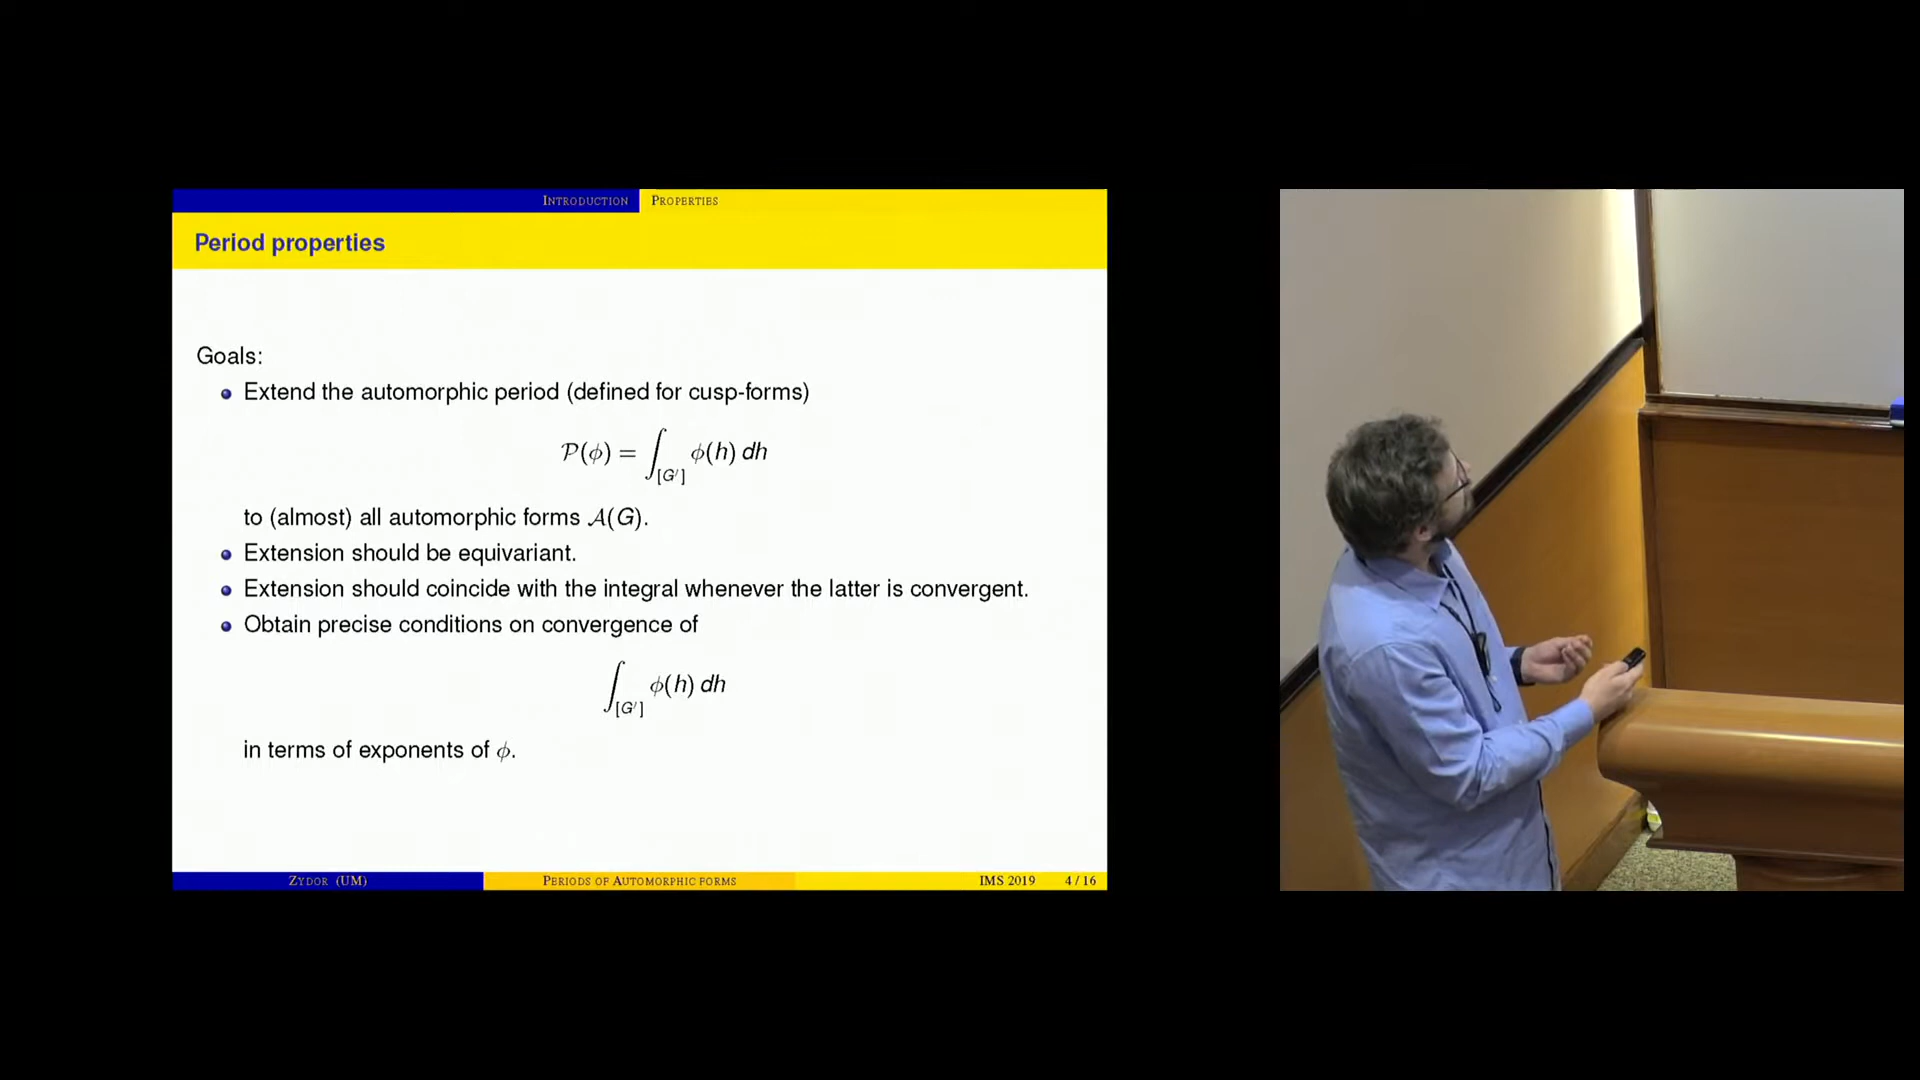 INTRODUCTION PROPERTIES
Period properties
Goals:
Extend the automorphic period (defined for cusp-forms)
P(ϕ) = ∫_[G′] ϕ(h) dh
to (almost) all automorphic forms A(G).
Extension should be equivariant.
Extension should coincide with the integral whenever the latter is convergent.
Obtain precise conditions on convergence of
∫_[G′] ϕ(h) dh
in terms of exponents of ϕ.
ZYDOR (UM) PERIODS OF AUTOMORPHIC FORMS IMS 2019 4 / 16